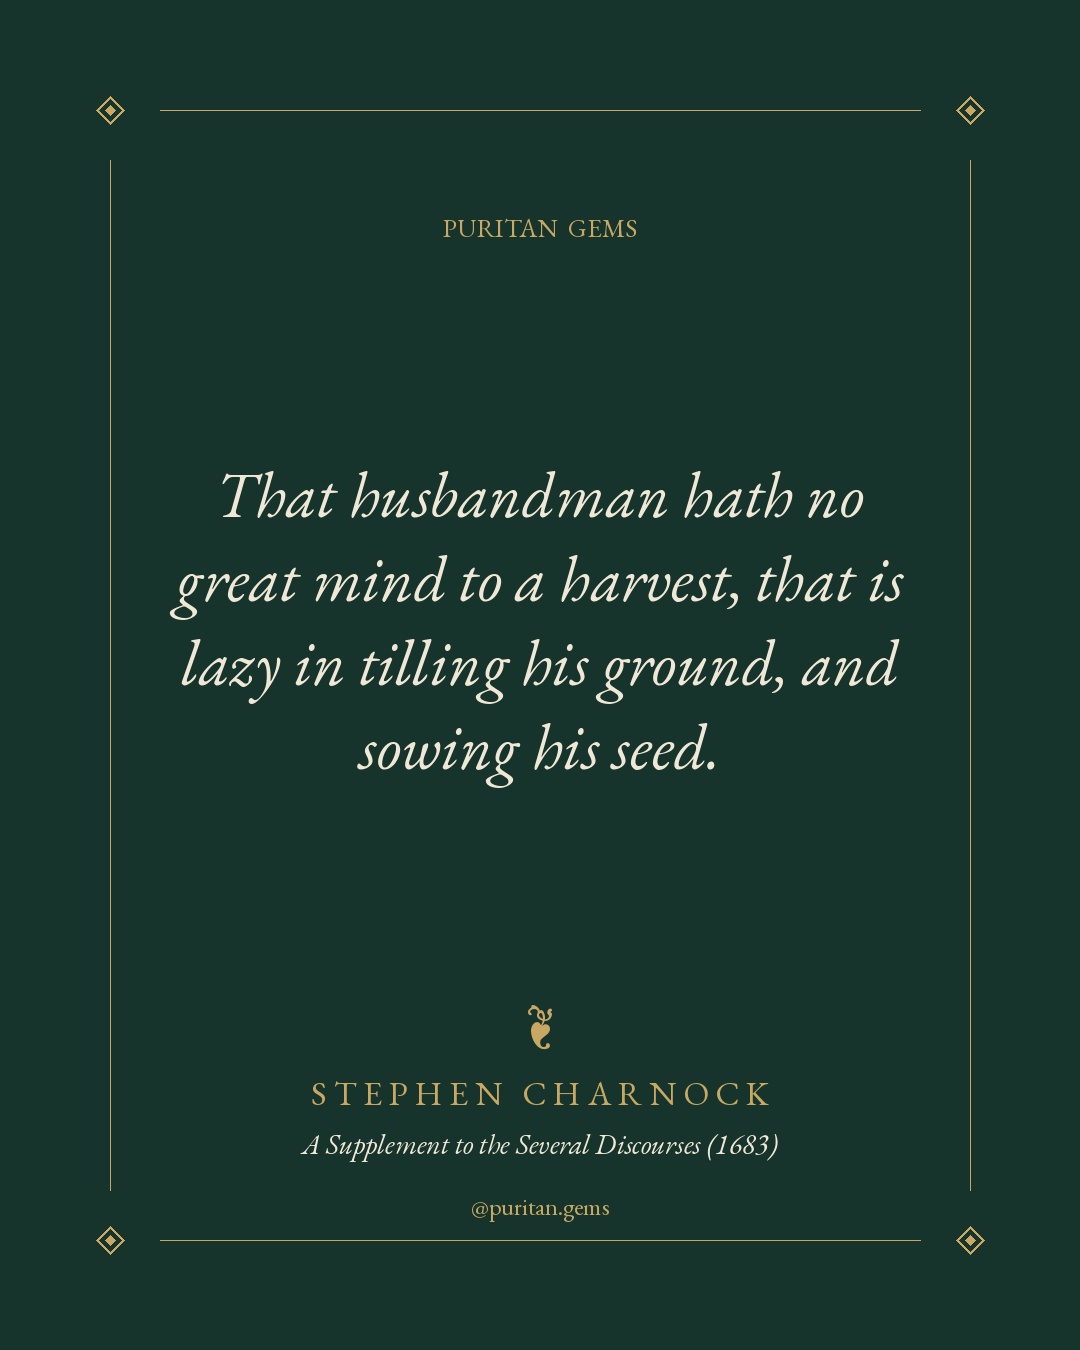 PURITAN GEMS
That husbandman hath no
great mind to a harvest, that is
lazy in tilling his ground, and
sowing his seed.
STEPHEN CHARNOCK
A Supplement to the Several Discourses (1683)
@puritan.gems